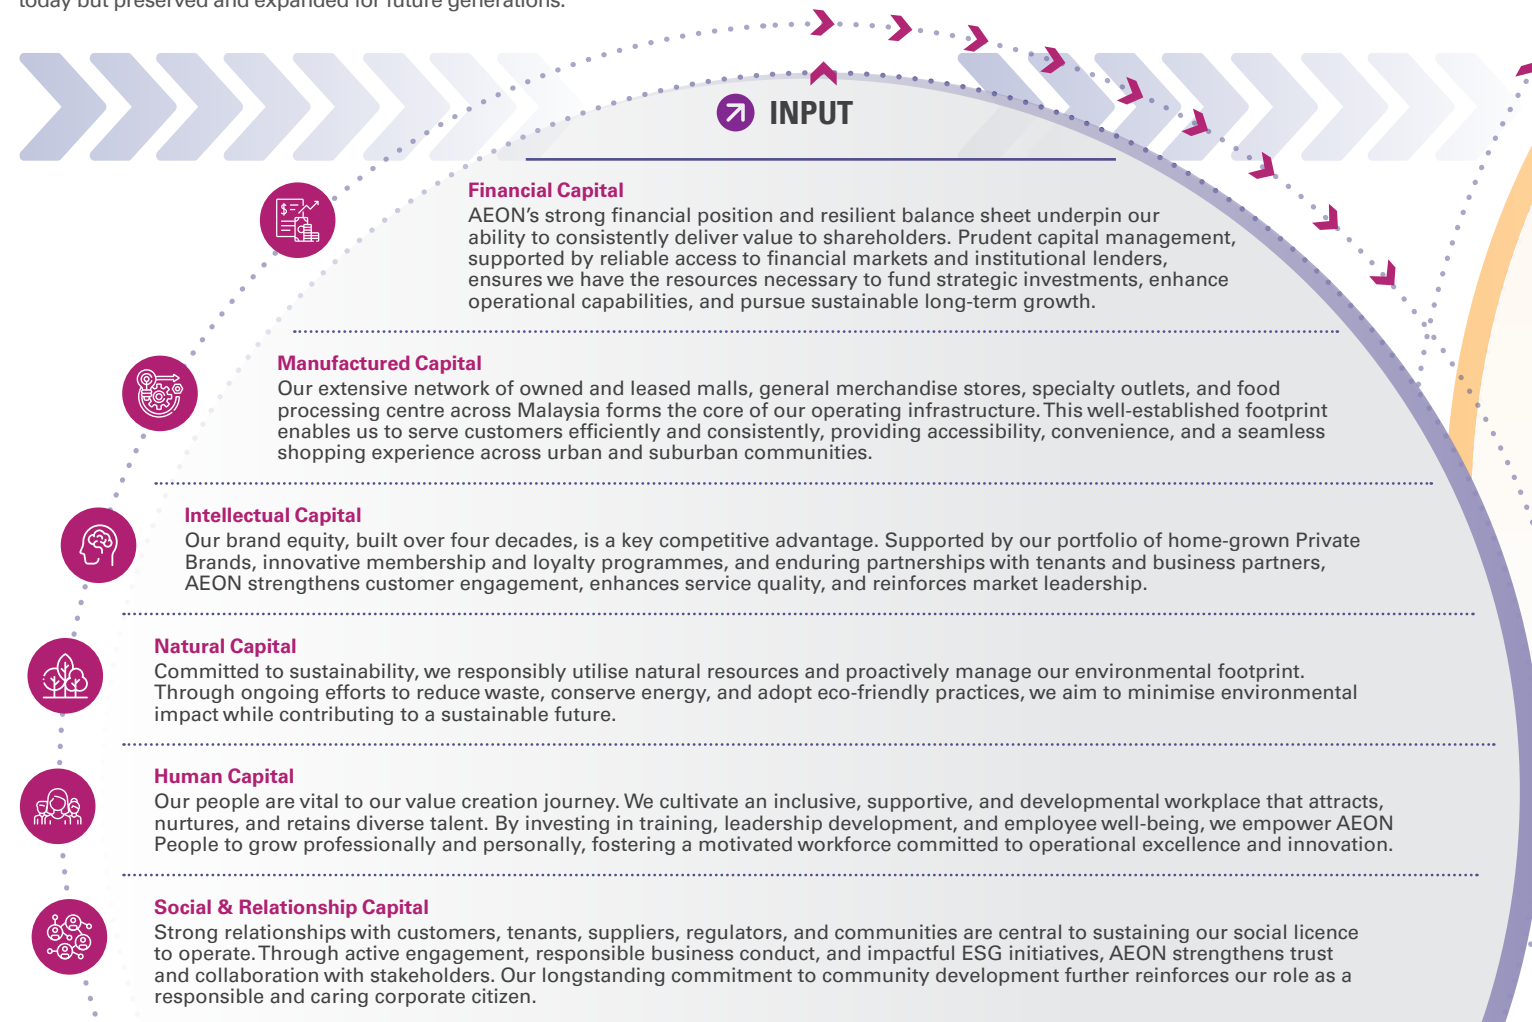 today but preserved and expanded for future generations.
INPUT
Financial Capital
AEON’s strong financial position and resilient balance sheet underpin our
ability to consistently deliver value to shareholders. Prudent capital management,
supported by reliable access to financial markets and institutional lenders,
ensures we have the resources necessary to fund strategic investments, enhance
operational capabilities, and pursue sustainable long-term growth.
Manufactured Capital
Our extensive network of owned and leased malls, general merchandise stores, specialty outlets, and food
processing centre across Malaysia forms the core of our operating infrastructure. This well-established footprint
enables us to serve customers efficiently and consistently, providing accessibility, convenience, and a seamless
shopping experience across urban and suburban communities.
Intellectual Capital
Our brand equity, built over four decades, is a key competitive advantage. Supported by our portfolio of home-grown Private
Brands, innovative membership and loyalty programmes, and enduring partnerships with tenants and business partners,
AEON strengthens customer engagement, enhances service quality, and reinforces market leadership.
Natural Capital
Committed to sustainability, we responsibly utilise natural resources and proactively manage our environmental footprint.
Through ongoing efforts to reduce waste, conserve energy, and adopt eco-friendly practices, we aim to minimise environmental
impact while contributing to a sustainable future.
Human Capital
Our people are vital to our value creation journey. We cultivate an inclusive, supportive, and developmental workplace that attracts,
nurtures, and retains diverse talent. By investing in training, leadership development, and employee well-being, we empower AEON
People to grow professionally and personally, fostering a motivated workforce committed to operational excellence and innovation.
Social & Relationship Capital
Strong relationships with customers, tenants, suppliers, regulators, and communities are central to sustaining our social licence
to operate. Through active engagement, responsible business conduct, and impactful ESG initiatives, AEON strengthens trust
and collaboration with stakeholders. Our longstanding commitment to community development further reinforces our role as a
responsible and caring corporate citizen.